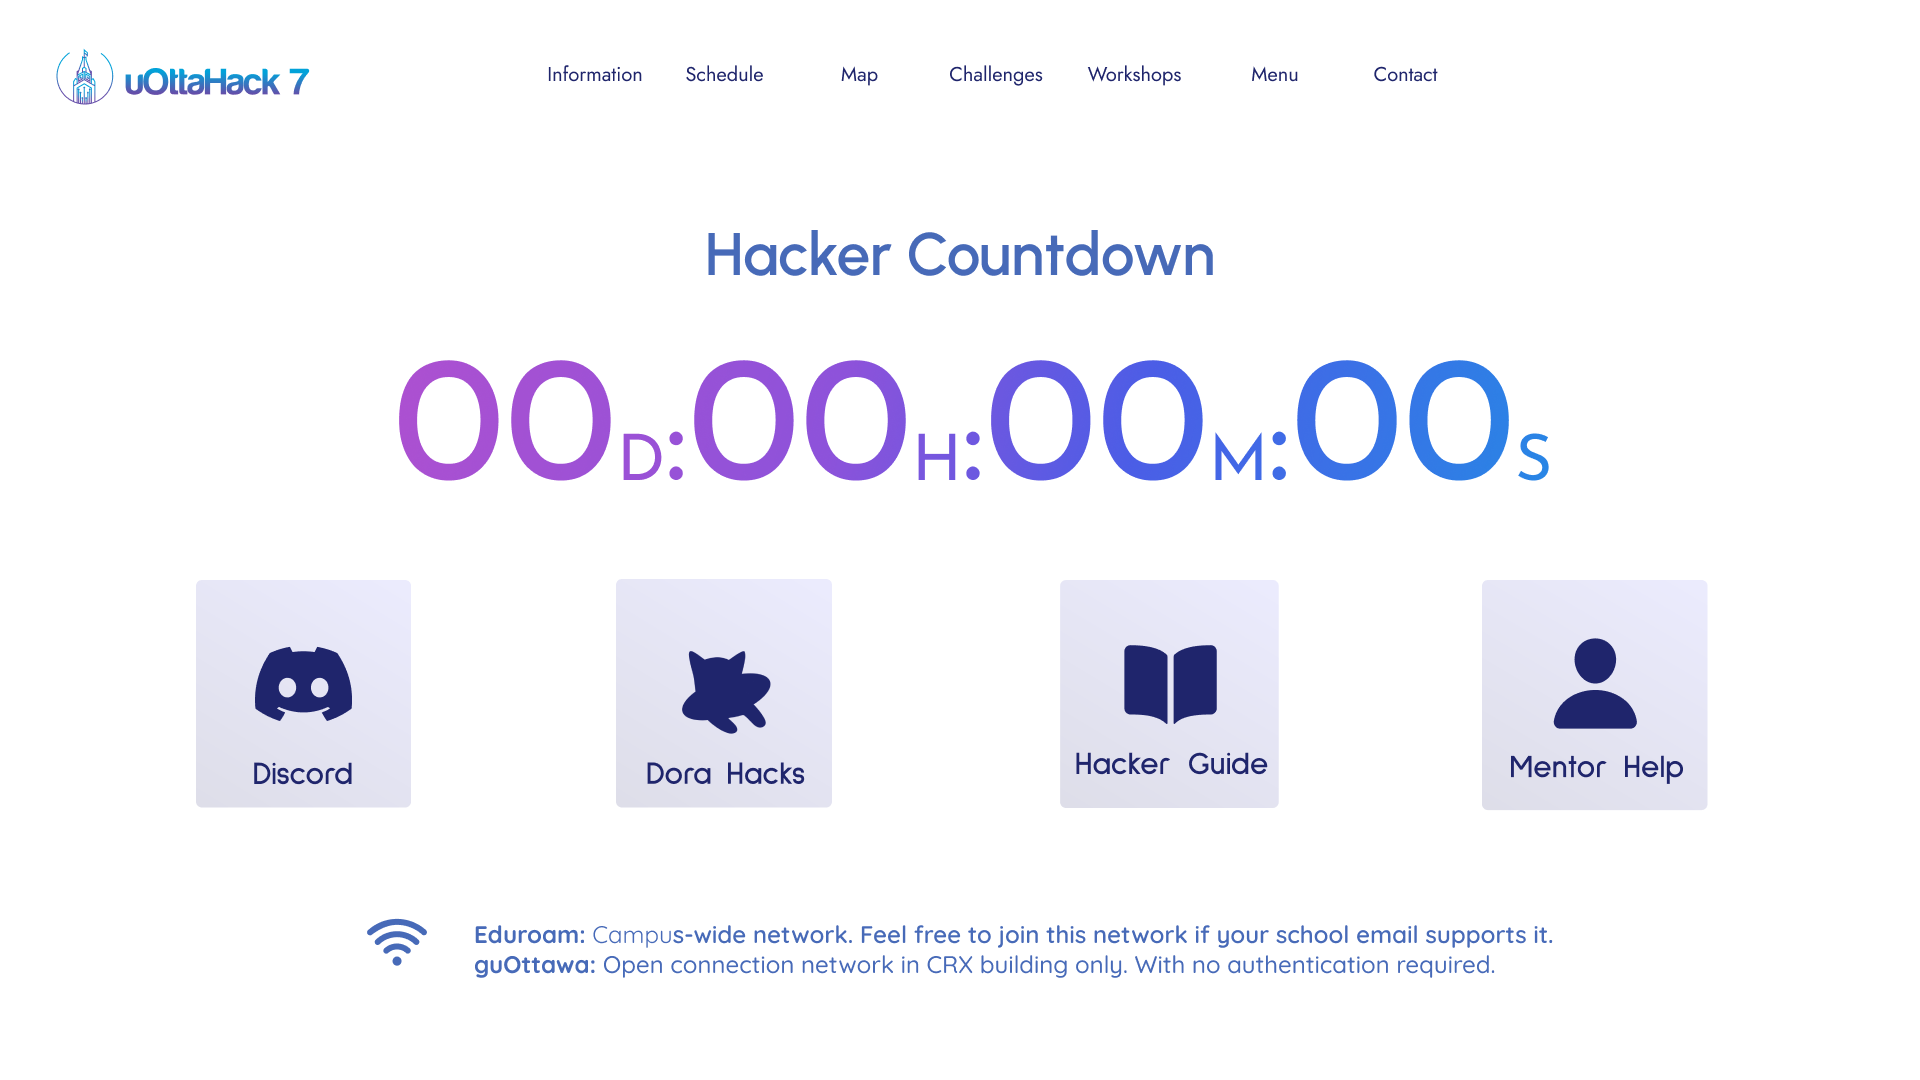 uOttaHack 7
Information Schedule Map Challenges Workshops Menu Contact
Hacker Countdown
00D:00H:00M:00S
Discord
Dora Hacks
Hacker Guide
Mentor Help
Eduroam: Campus-wide network. Feel free to join this network if your school email supports it.
guOttawa: Open connection network in CRX building only. With no authentication required.